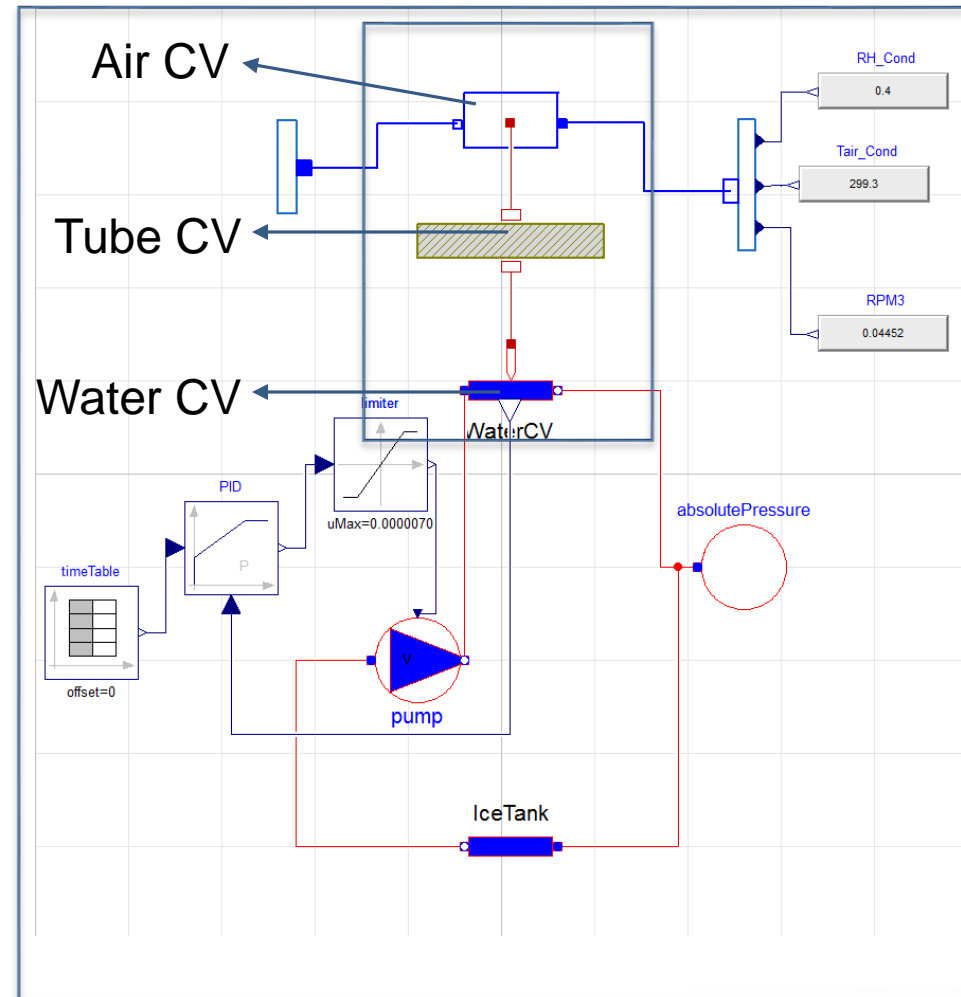 Air CV
RH_Cond
0.4
Tair_Cond
299.3
Tube CV
RPM3
0.04452
Water CV
limiter
WaterCV
uMax=0.0000070
PID
P
absolutePressure
timeTable
offset=0
V
pump
IceTank